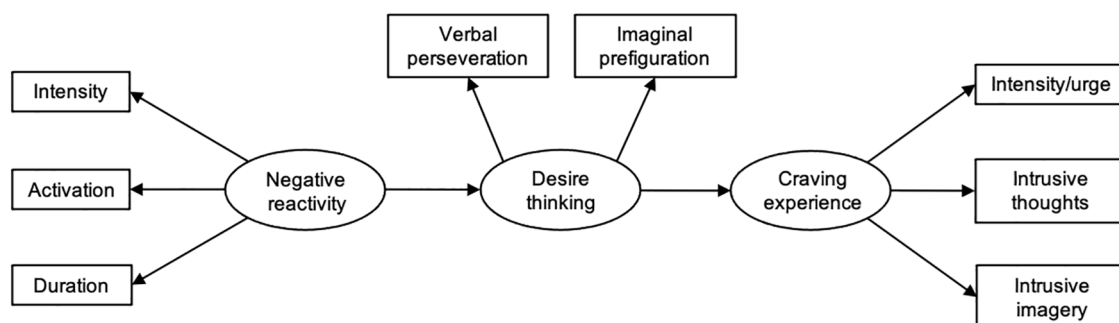 Verbal
perseveration
Imaginal
prefiguration
Intensity
Intensity/urge
Activation
Negative
reactivity
Desire
thinking
Craving
experience
Intrusive
thoughts
Duration
Intrusive
imagery